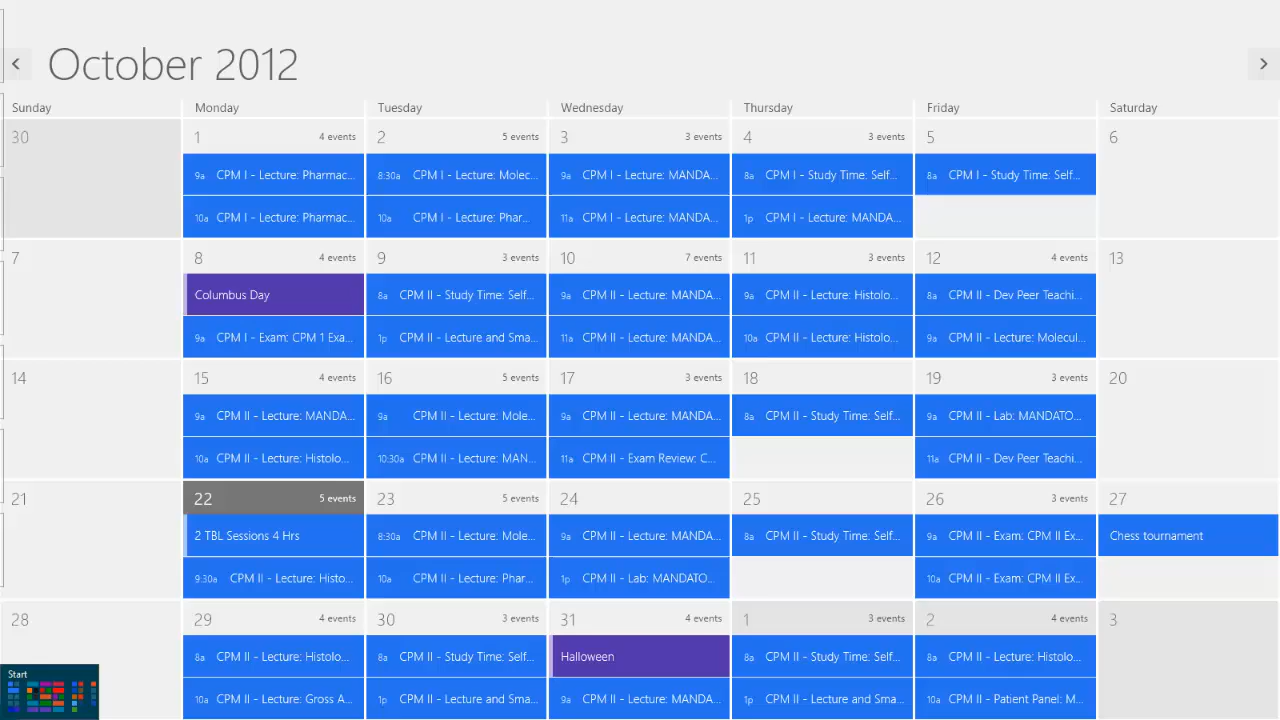 October 2012
Sunday Monday Tuesday Wednesday Thursday Friday Saturday
30 1 4 events 2 5 events 3 3 events 4 3 events 5 6
9a CPM I - Lecture: Pharmac... 8:30a CPM I - Lecture: Molec... 9a CPM I - Lecture: MANDA... 8a CPM I - Study Time: Self... 8a CPM I - Study Time: Self...
10a CPM I - Lecture: Pharmac... 10a CPM I - Lecture: Phar... 11a CPM I - Lecture: MANDA... 1p CPM I - Lecture: MANDA...
7 8 4 events 9 3 events 10 7 events 11 3 events 12 4 events 13
Columbus Day 8a CPM II - Study Time: Self... 9a CPM II - Lecture: MANDA... 9a CPM II - Lecture: Histolo... 8a CPM II - Dev Peer Teachi...
9a CPM I - Exam: CPM 1 Exa... 1p CPM II - Lecture and Sma... 11a CPM II - Lecture: MANDA... 10a CPM II - Lecture: Histolo... 9a CPM II - Lecture: Molecul...
14 15 4 events 16 5 events 17 3 events 18 19 3 events 20
9a CPM II - Lecture: MANDA... 9a CPM II - Lecture: Mole... 9a CPM II - Lecture: MANDA... 8a CPM II - Study Time: Self... 9a CPM II - Lab: MANDATO...
10a CPM II - Lecture: Histolo... 10:30a CPM II - Lecture: MAN... 11a CPM II - Exam Review: C... 11a CPM II - Dev Peer Teachi...
21 22 5 events 23 5 events 24 25 26 3 events 27
2 TBL Sessions 4 Hrs 8:30a CPM II - Lecture: Mole... 9a CPM II - Lecture: MANDA... 8a CPM II - Study Time: Self... 9a CPM II - Exam: CPM II Ex... Chess tournament
9:30a CPM II - Lecture: Histo... 10a CPM II - Lecture: Phar... 1p CPM II - Lab: MANDATO... 10a CPM II - Exam: CPM II Ex...
28 29 4 events 30 3 events 31 4 events 1 3 events 2 4 events 3
8a CPM II - Lecture: Histolo... 8a CPM II - Study Time: Self... Halloween 8a CPM II - Study Time: Self... 8a CPM II - Lecture: Histolo...
Start
10a CPM II - Lecture: Gross A... 1p CPM II - Lecture and Sma... 9a CPM II - Lecture: MANDA... 1p CPM II - Lecture and Sma... 10a CPM II - Patient Panel: M...